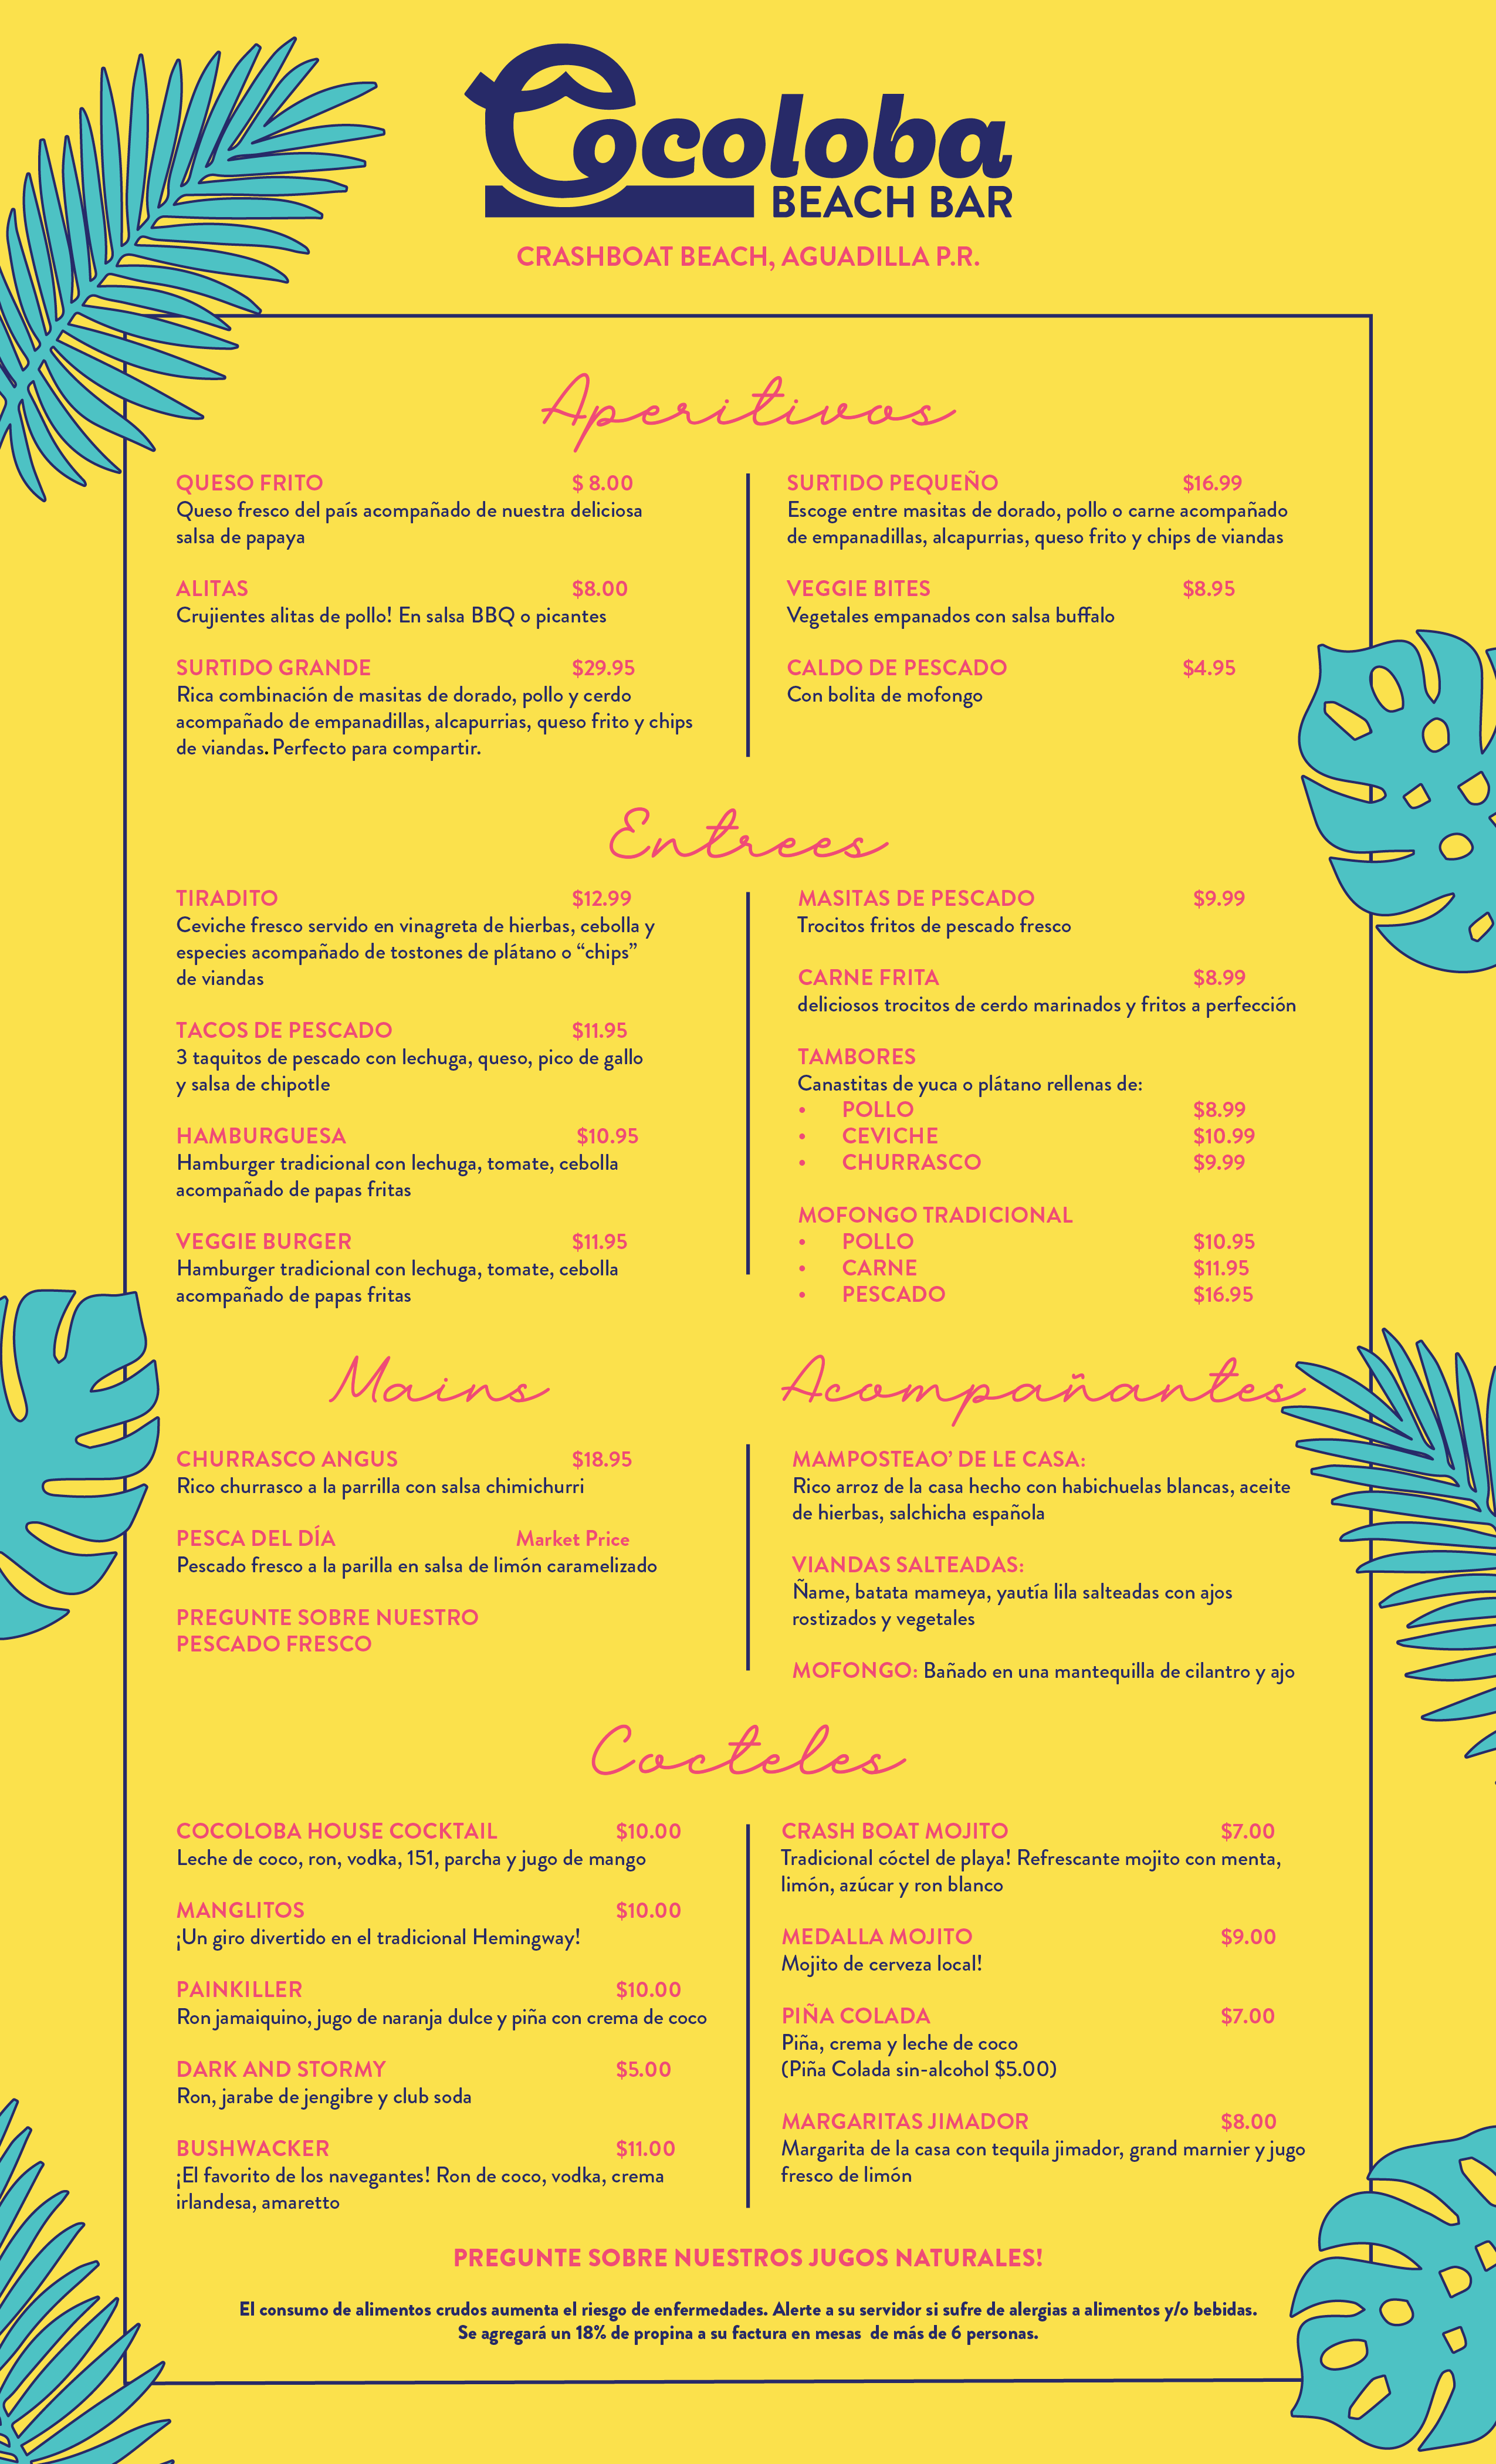 Cocoloba
BEACH BAR
CRASHBOAT BEACH, AGUADILLA P.R.
Aperitivos
QUESO FRITO $ 8.00
Queso fresco del país acompañado de nuestra deliciosa
salsa de papaya
ALITAS $8.00
Crujientes alitas de pollo! En salsa BBQ o picantes
SURTIDO GRANDE $29.95
Rica combinación de masitas de dorado, pollo y cerdo
acompañado de empanadillas, alcapurrias, queso frito y chips
de viandas. Perfecto para compartir.
SURTIDO PEQUEÑO $16.99
Escoge entre masitas de dorado, pollo o carne acompañado
de empanadillas, alcapurrias, queso frito y chips de viandas
VEGGIE BITES $8.95
Vegetales empanados con salsa buffalo
CALDO DE PESCADO $4.95
Con bolita de mofongo
Entrees
TIRADITO $12.99
Ceviche fresco servido en vinagreta de hierbas, cebolla y
especies acompañado de tostones de plátano o “chips”
de viandas
TACOS DE PESCADO $11.95
3 taquitos de pescado con lechuga, queso, pico de gallo
y salsa de chipotle
HAMBURGUESA $10.95
Hamburger tradicional con lechuga, tomate, cebolla
acompañado de papas fritas
VEGGIE BURGER $11.95
Hamburger tradicional con lechuga, tomate, cebolla
acompañado de papas fritas
MASITAS DE PESCADO $9.99
Trocitos fritos de pescado fresco
CARNE FRITA $8.99
deliciosos trocitos de cerdo marinados y fritos a perfección
TAMBORES
Canastitas de yuca o plátano rellenas de:
• POLLO $8.99
• CEVICHE $10.99
• CHURRASCO $9.99
MOFONGO TRADICIONAL
• POLLO $10.95
• CARNE $11.95
• PESCADO $16.95
Mains
CHURRASCO ANGUS $18.95
Rico churrasco a la parrilla con salsa chimichurri
PESCA DEL DÍA Market Price
Pescado fresco a la parilla en salsa de limón caramelizado
PREGUNTE SOBRE NUESTRO
PESCADO FRESCO
Acompañantes
MAMPOSTEAO’ DE LE CASA:
Rico arroz de la casa hecho con habichuelas blancas, aceite
de hierbas, salchicha española
VIANDAS SALTEADAS:
Ñame, batata mameya, yautía lila salteadas con ajos
rostizados y vegetales
MOFONGO: Bañado en una mantequilla de cilantro y ajo
Cocteles
COCOLOBA HOUSE COCKTAIL $10.00
Leche de coco, ron, vodka, 151, parcha y jugo de mango
MANGLITOS $10.00
¡Un giro divertido en el tradicional Hemingway!
PAINKILLER $10.00
Ron jamaiquino, jugo de naranja dulce y piña con crema de coco
DARK AND STORMY $5.00
Ron, jarabe de jengibre y club soda
BUSHWACKER $11.00
¡El favorito de los navegantes! Ron de coco, vodka, crema
irlandesa, amaretto
CRASH BOAT MOJITO $7.00
Tradicional cóctel de playa! Refrescante mojito con menta,
limón, azúcar y ron blanco
MEDALLA MOJITO $9.00
Mojito de cerveza local!
PIÑA COLADA $7.00
Piña, crema y leche de coco
(Piña Colada sin-alcohol $5.00)
MARGARITAS JIMADOR $8.00
Margarita de la casa con tequila jimador, grand marnier y jugo
fresco de limón
PREGUNTE SOBRE NUESTROS JUGOS NATURALES!
El consumo de alimentos crudos aumenta el riesgo de enfermedades. Alerte a su servidor si sufre de alergias a alimentos y/o bebidas.
Se agregará un 18% de propina a su factura en mesas de más de 6 personas.